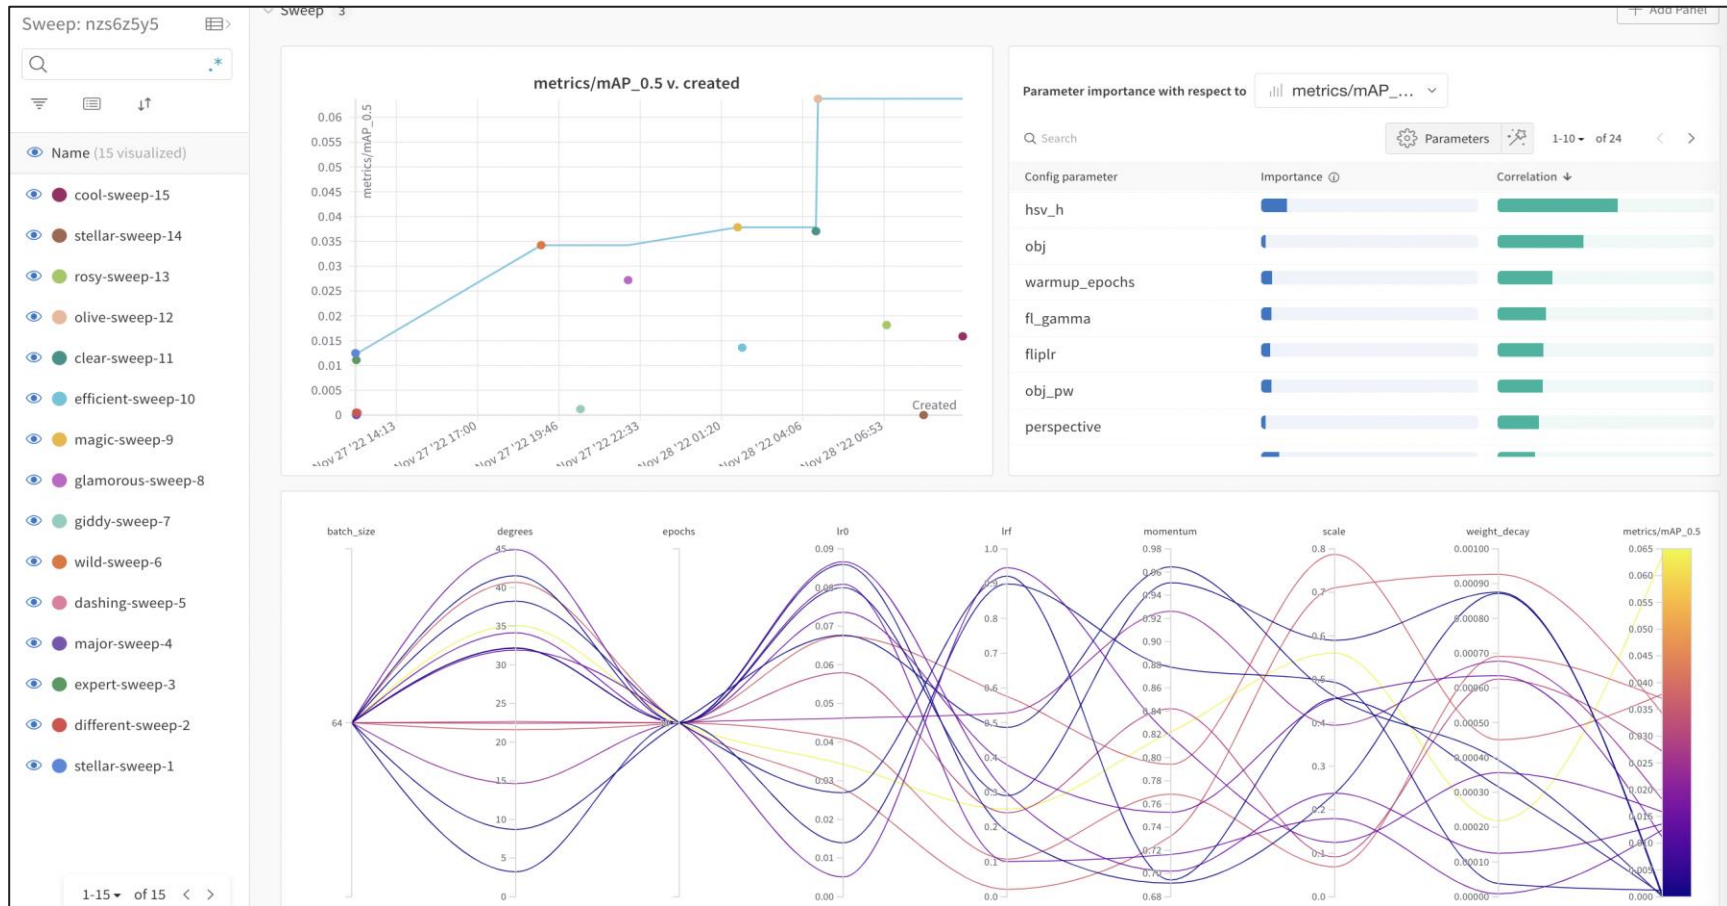 Sweep: nzs6z5y5
.*
Name (15 visualized)
cool-sweep-15
stellar-sweep-14
rosy-sweep-13
olive-sweep-12
clear-sweep-11
efficient-sweep-10
magic-sweep-9
glamorous-sweep-8
giddy-sweep-7
wild-sweep-6
dashing-sweep-5
major-sweep-4
expert-sweep-3
different-sweep-2
stellar-sweep-1
1-15 of 15
Sweep 3
+ Add Panel
metrics/mAP_0.5 v. created
metrics/mAP_0.5
0.06
0.055
0.05
0.045
0.04
0.035
0.03
0.025
0.02
0.015
0.01
0.005
0
Created
Nov 27 '22 14:13
Nov 27 '22 17:00
Nov 27 '22 19:46
Nov 27 '22 22:33
Nov 28 '22 01:20
Nov 28 '22 04:06
Nov 28 '22 06:53
Parameter importance with respect to metrics/mAP_...
Search Parameters 1-10 of 24
Config parameter Importance Correlation
hsv_h
obj
warmup_epochs
fl_gamma
fliplr
obj_pw
perspective
batch_size degrees epochs lr0 lrf momentum scale weight_decay metrics/mAP_0.5
64
45
40
35
30
25
20
15
10
5
0
0.09
0.08
0.07
0.06
0.05
0.04
0.03
0.02
0.01
0.00
1.0
0.9
0.8
0.7
0.6
0.5
0.4
0.3
0.2
0.1
0.0
0.98
0.96
0.94
0.92
0.90
0.88
0.86
0.84
0.82
0.80
0.78
0.76
0.74
0.72
0.70
0.68
0.8
0.7
0.6
0.5
0.4
0.3
0.2
0.1
0.0
0.00100
0.00090
0.00080
0.00070
0.00060
0.00050
0.00040
0.00030
0.00020
0.00010
0.00000
0.065
0.060
0.055
0.050
0.045
0.040
0.035
0.030
0.025
0.020
0.015
0.010
0.005